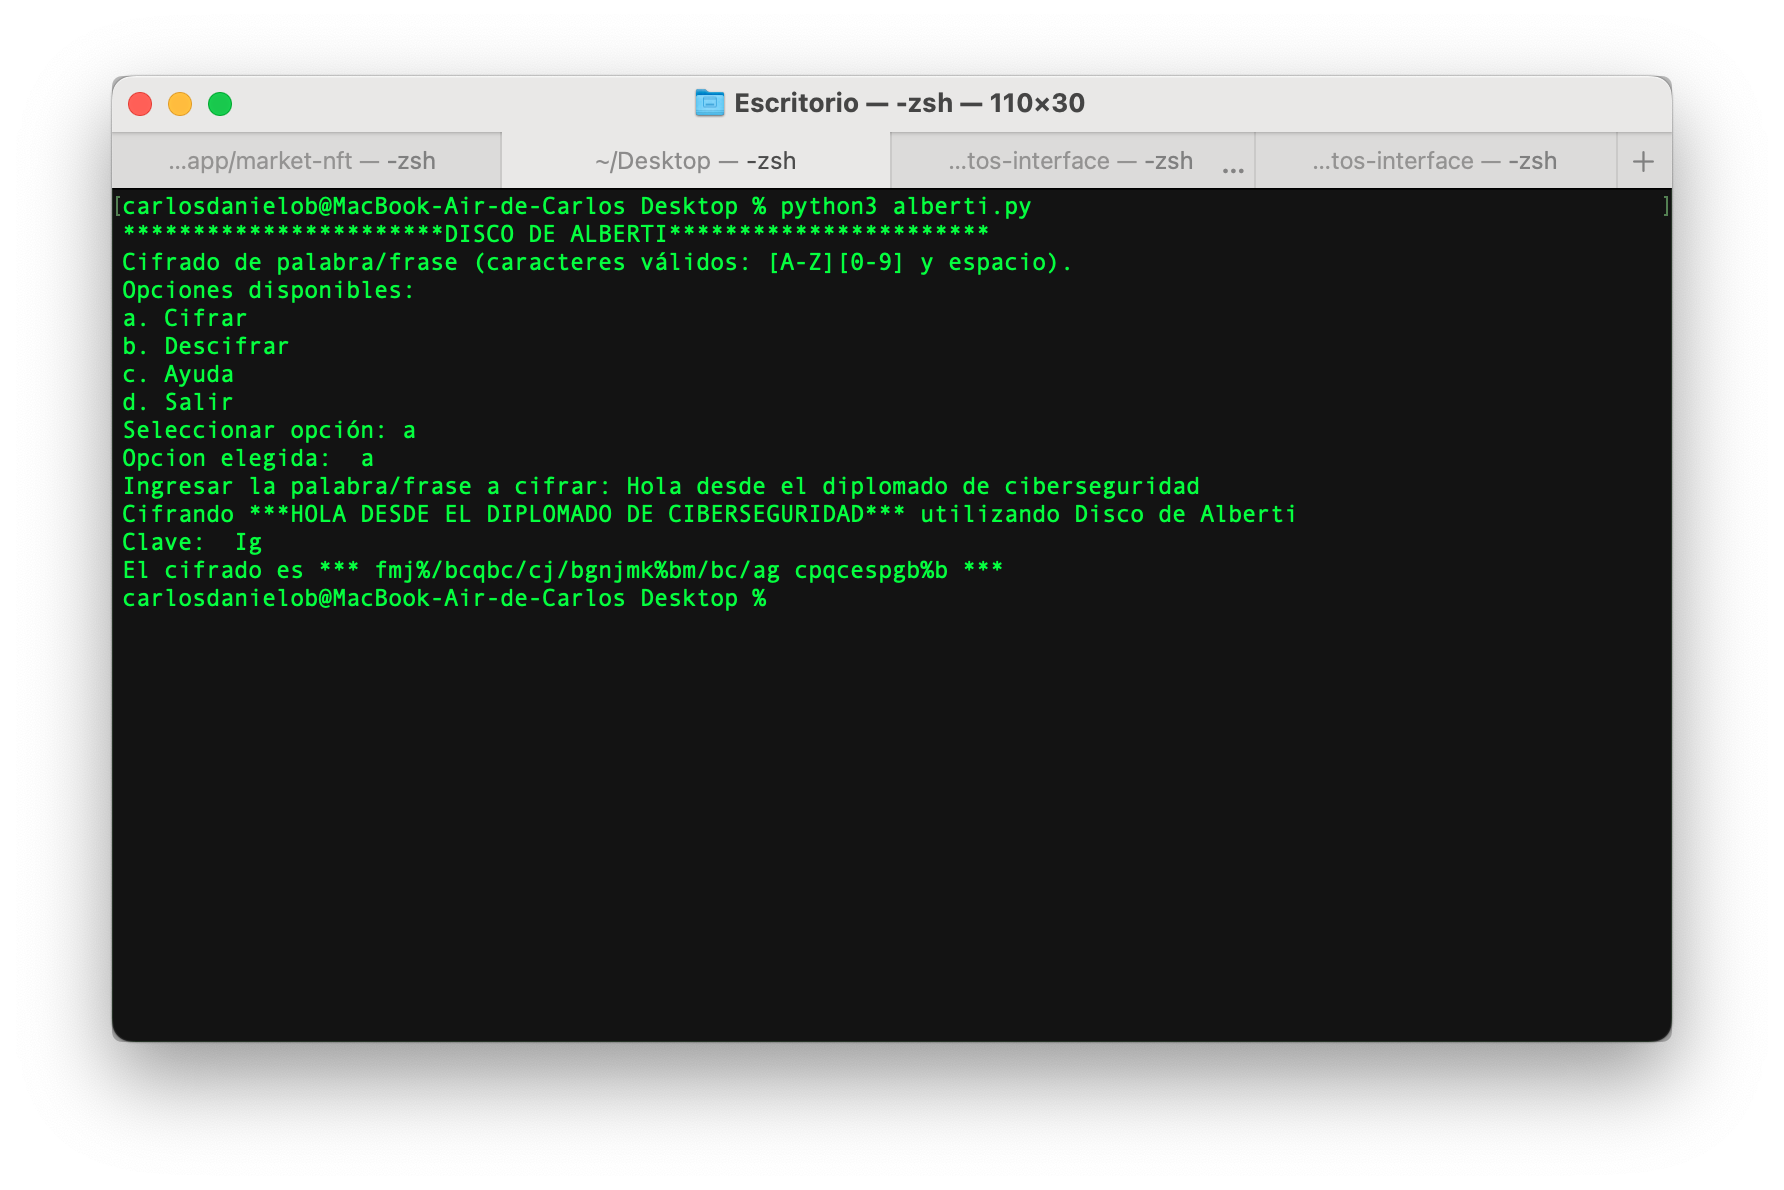 Escritorio — -zsh — 110×30
...app/market-nft — -zsh
~/Desktop — -zsh
...tos-interface — -zsh ...
...tos-interface — -zsh
+
[carlosdanielob@MacBook-Air-de-Carlos Desktop % python3 alberti.py ]
***********************DISCO DE ALBERTI***********************
Cifrado de palabra/frase (caracteres válidos: [A-Z][0-9] y espacio).
Opciones disponibles:
a. Cifrar
b. Descifrar
c. Ayuda
d. Salir
Seleccionar opción: a
Opcion elegida:  a
Ingresar la palabra/frase a cifrar: Hola desde el diplomado de ciberseguridad
Cifrando ***HOLA DESDE EL DIPLOMADO DE CIBERSEGURIDAD*** utilizando Disco de Alberti
Clave:  Ig
El cifrado es *** fmj%/bcqbc/cj/bgnjmk%bm/bc/ag cpqcespgb%b ***
carlosdanielob@MacBook-Air-de-Carlos Desktop %